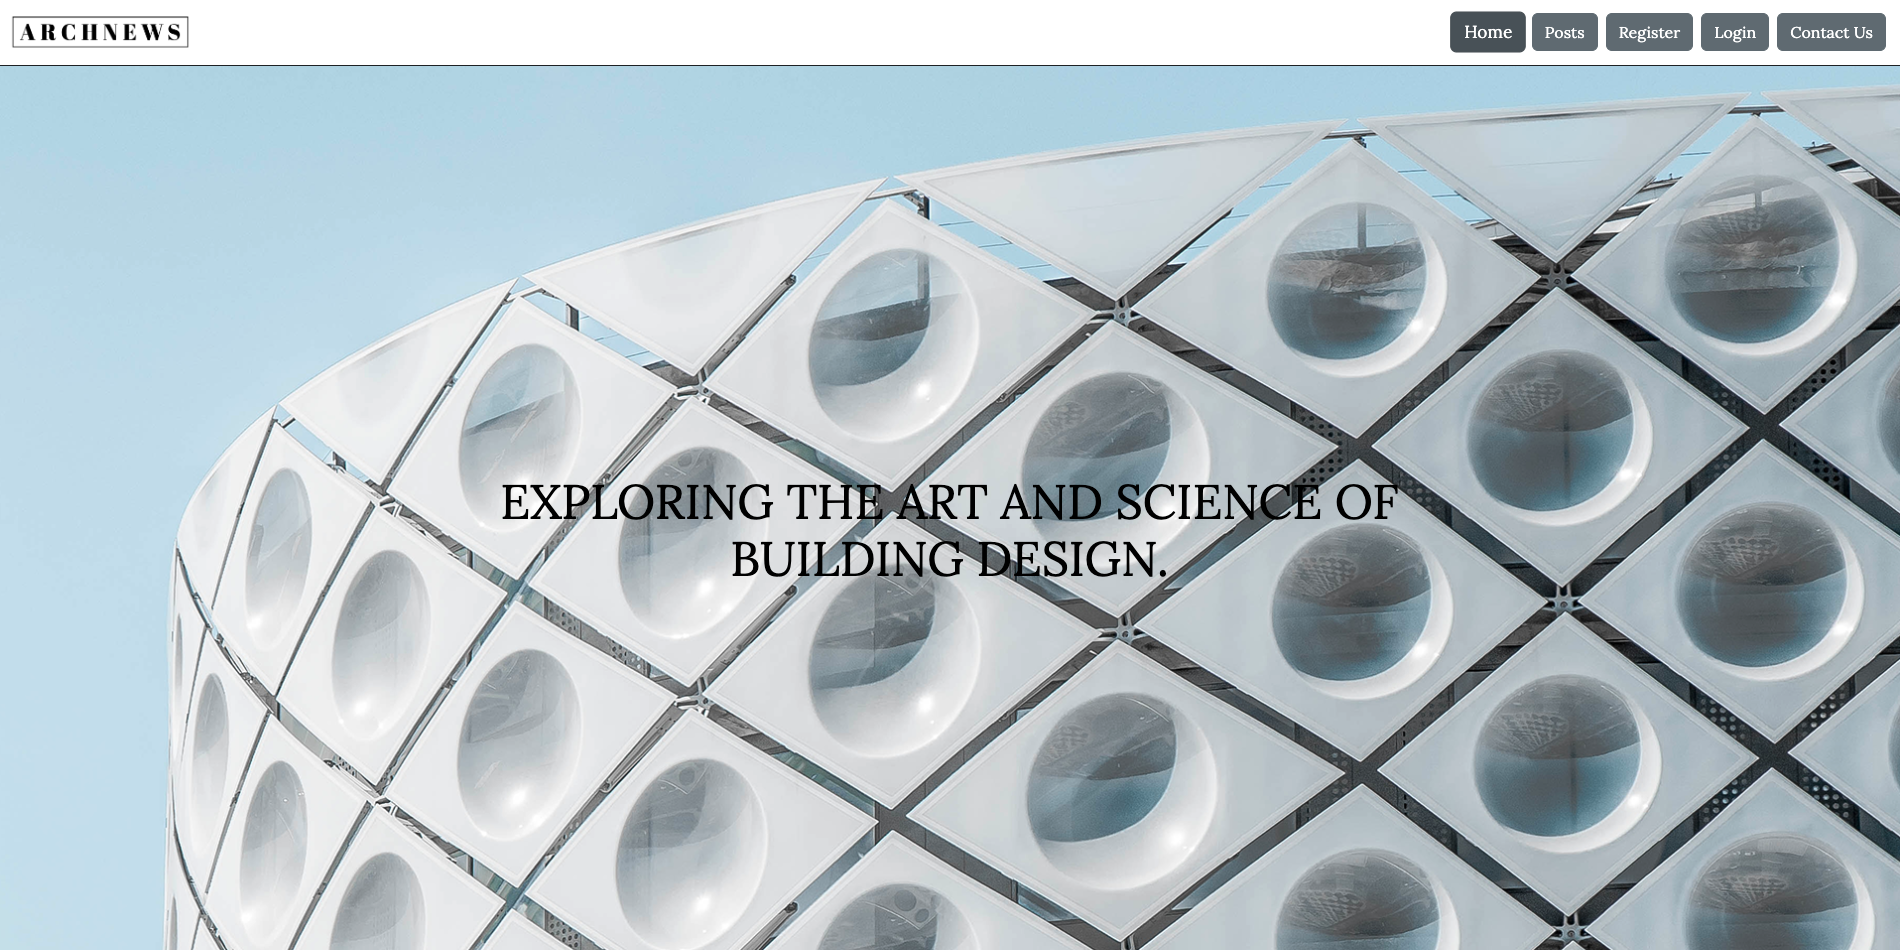 ARCHNEWS
Home
Posts
Register
Login
Contact Us
EXPLORING THE ART AND SCIENCE OF
BUILDING DESIGN.